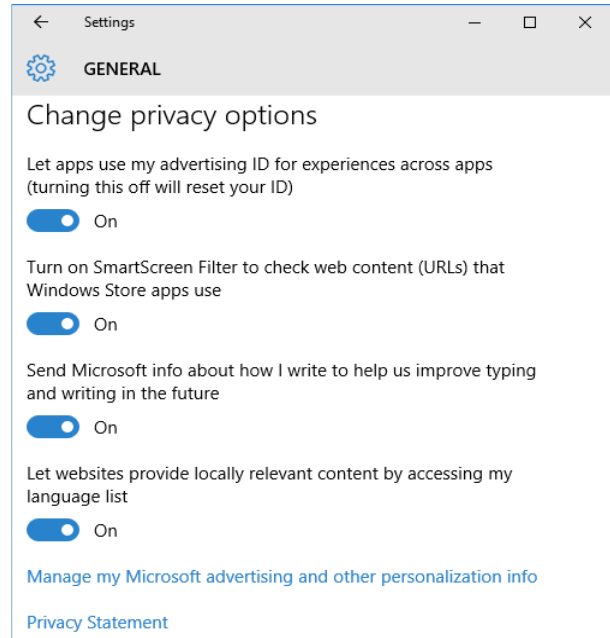 Settings
GENERAL
Change privacy options
Let apps use my advertising ID for experiences across apps
(turning this off will reset your ID)
On
Turn on SmartScreen Filter to check web content (URLs) that
Windows Store apps use
On
Send Microsoft info about how I write to help us improve typing
and writing in the future
On
Let websites provide locally relevant content by accessing my
language list
On
Manage my Microsoft advertising and other personalization info
Privacy Statement